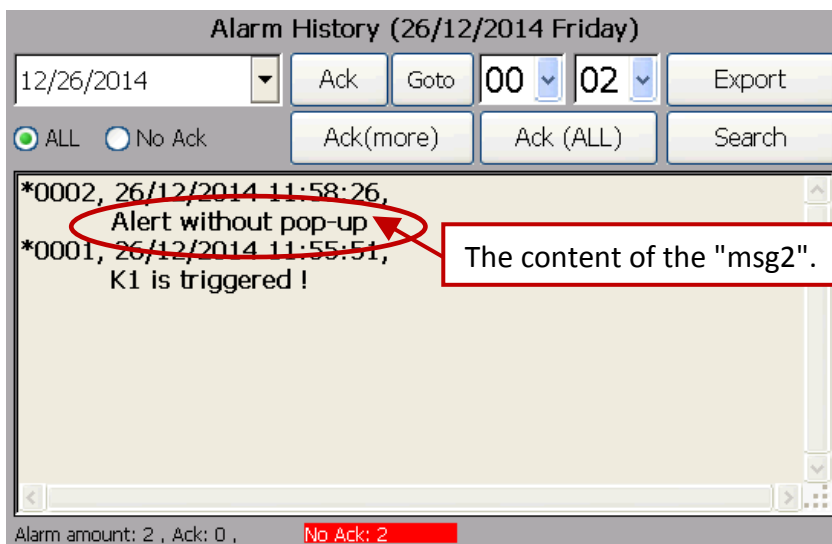 Alarm History (26/12/2014 Friday)
12/26/2014 Ack Goto 00 02 Export
ALL No Ack Ack(more) Ack (ALL) Search
*0002, 26/12/2014 11:58:26,
Alert without pop-up
*0001, 26/12/2014 11:55:51,
K1 is triggered !
The content of the "msg2".
Alarm amount: 2 , Ack: 0 , No Ack: 2